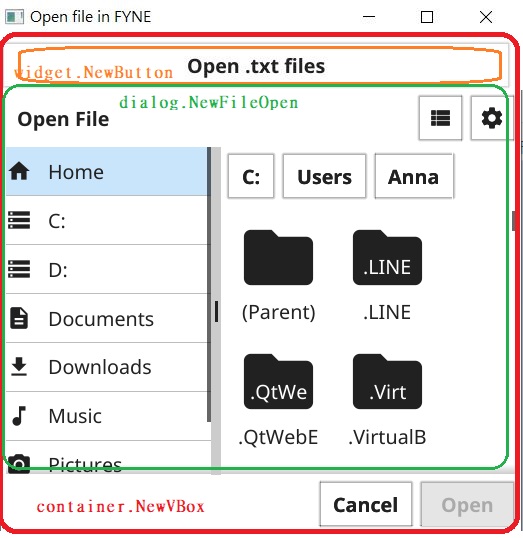 Open file in FYNE
Open .txt files
widget.NewButton
dialog.NewFileOpen
Open File
Home
C:
D:
Documents
Downloads
Music
Pictures
C: Users Anna
.LINE
(Parent) .LINE
.QtWe .Virt
.QtWebE .VirtualB
container.NewVBox
Cancel Open